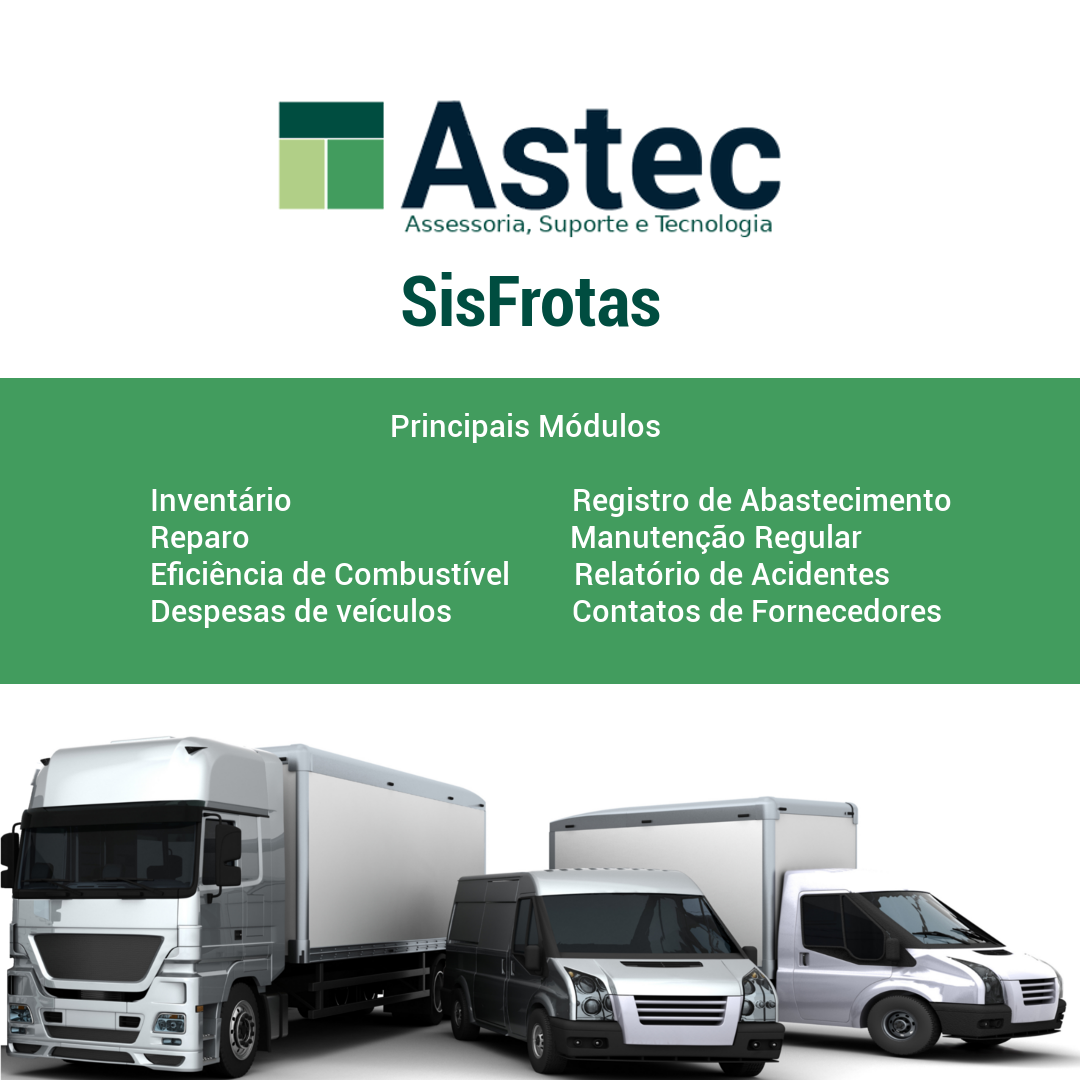 Astec
Assessoria, Suporte e Tecnologia
SisFrotas
Principais Módulos
Inventário
Reparo
Eficiência de Combustível
Despesas de veículos
Registro de Abastecimento
Manutenção Regular
Relatório de Acidentes
Contatos de Fornecedores